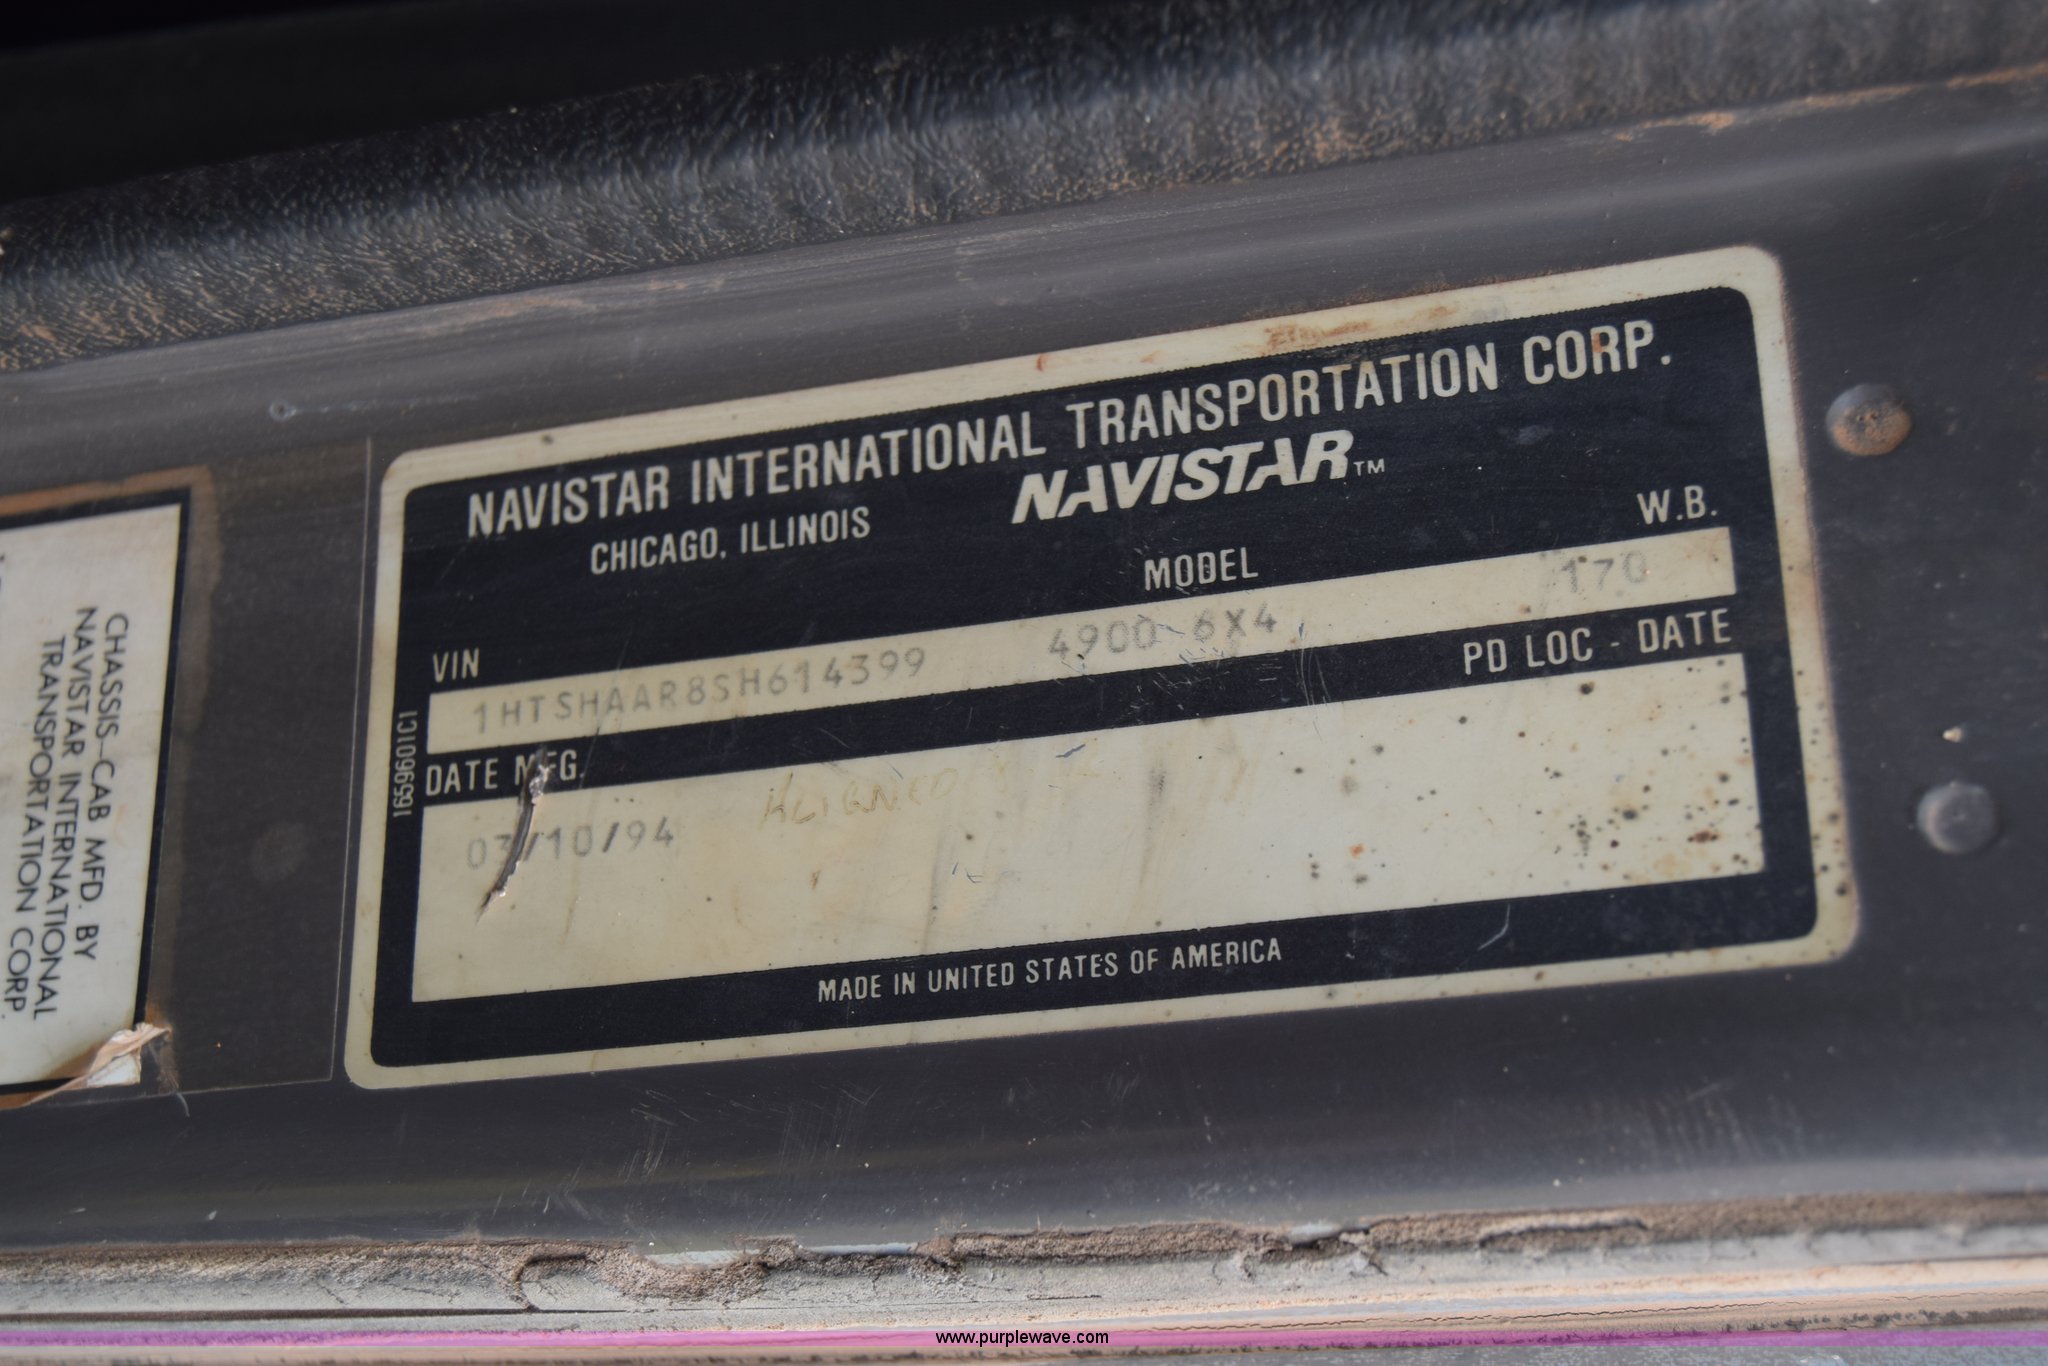 NAVISTAR INTERNATIONAL TRANSPORTATION CORP.
CHICAGO, ILLINOIS
NAVISTAR™
VIN
MODEL
W.B.
1HTSHAAR8SH614399
4900 6X4
170
DATE MFG.
PD LOC - DATE
03/10/94
ALIGNED
MADE IN UNITED STATES OF AMERICA
1659601C1
CHASSIS-CAB MFD. BY
NAVISTAR INTERNATIONAL
TRANSPORTATION CORP.
www.purplewave.com